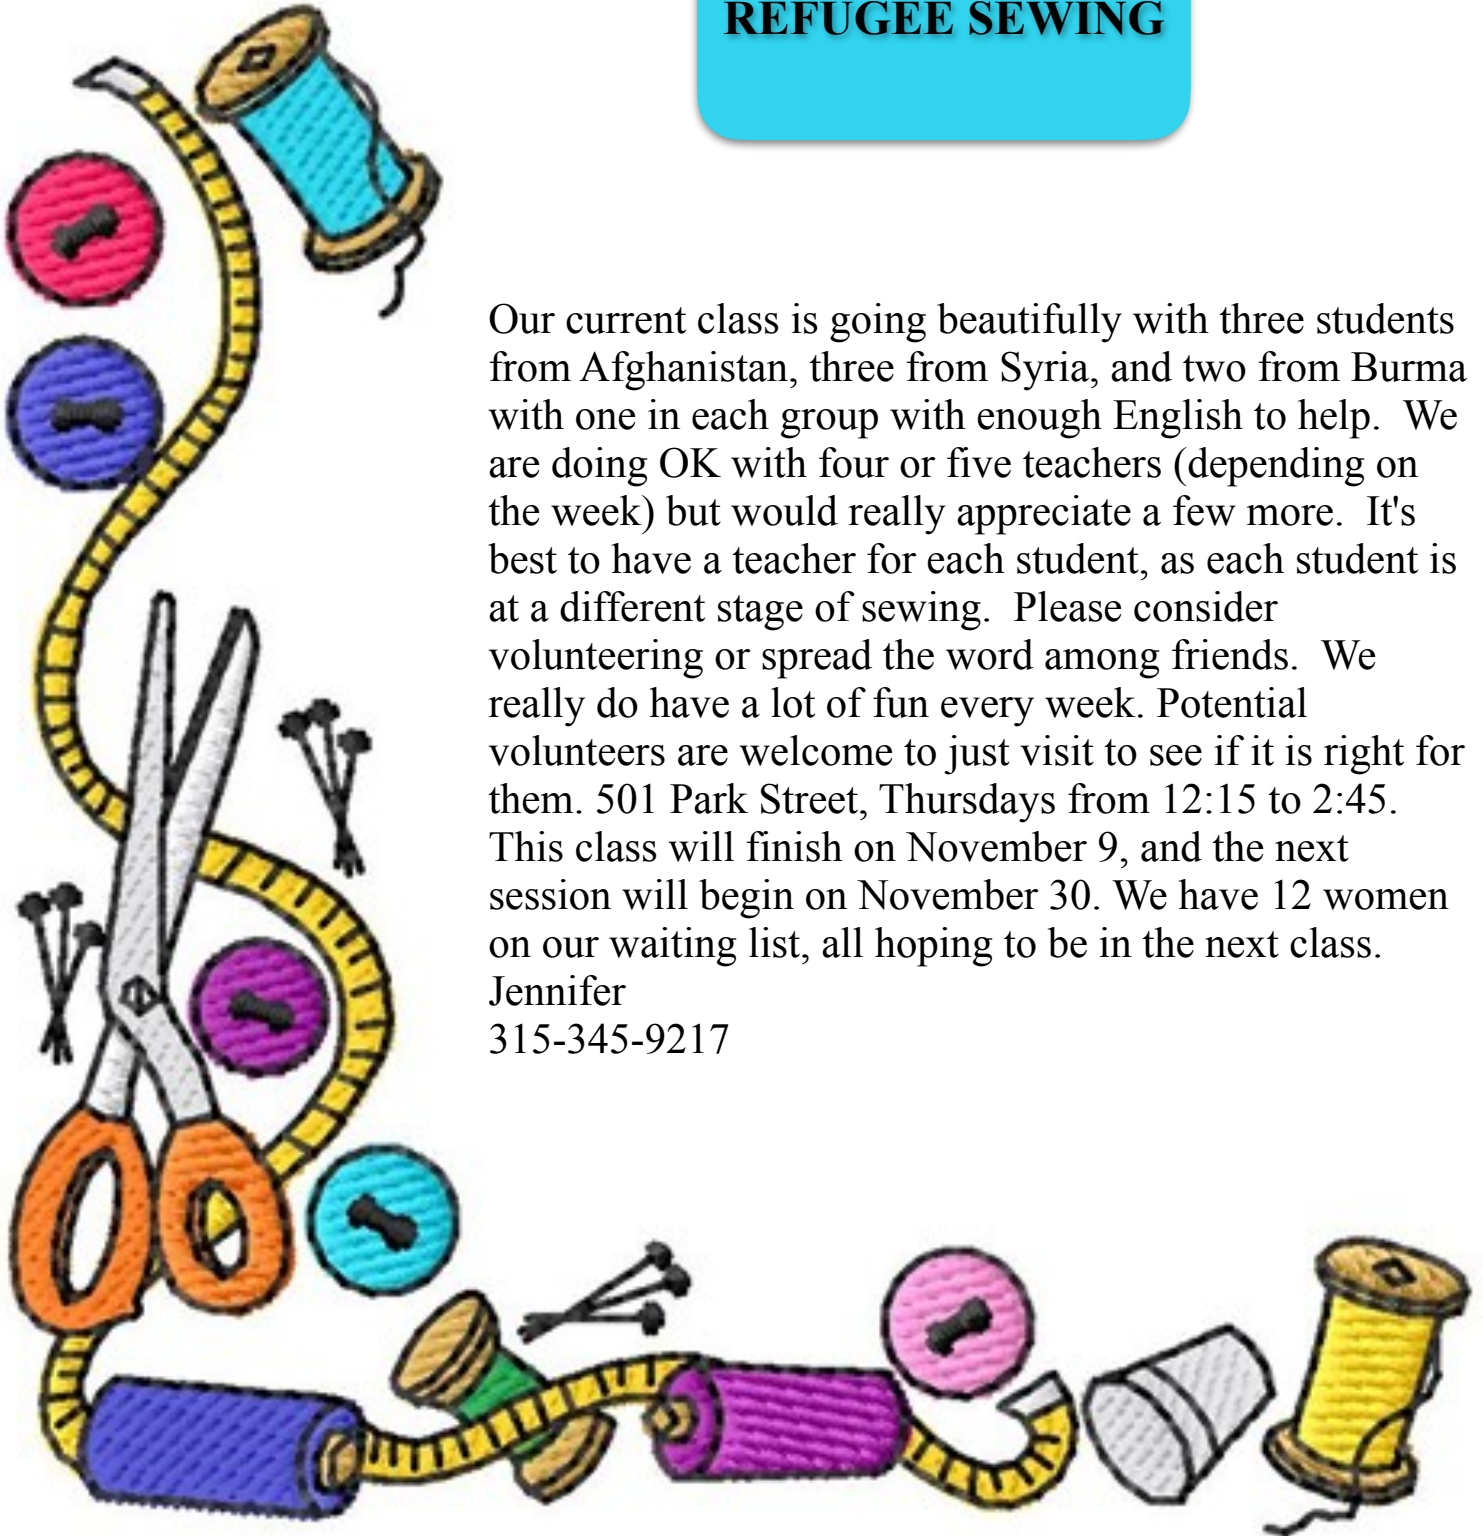 REFUGEE SEWING
Our current class is going beautifully with three students
from Afghanistan, three from Syria, and two from Burma
with one in each group with enough English to help.  We
are doing OK with four or five teachers (depending on
the week) but would really appreciate a few more.  It's
best to have a teacher for each student, as each student is
at a different stage of sewing.  Please consider
volunteering or spread the word among friends.  We
really do have a lot of fun every week. Potential
volunteers are welcome to just visit to see if it is right for
them. 501 Park Street, Thursdays from 12:15 to 2:45.
This class will finish on November 9, and the next
session will begin on November 30. We have 12 women
on our waiting list, all hoping to be in the next class.
Jennifer
315-345-9217